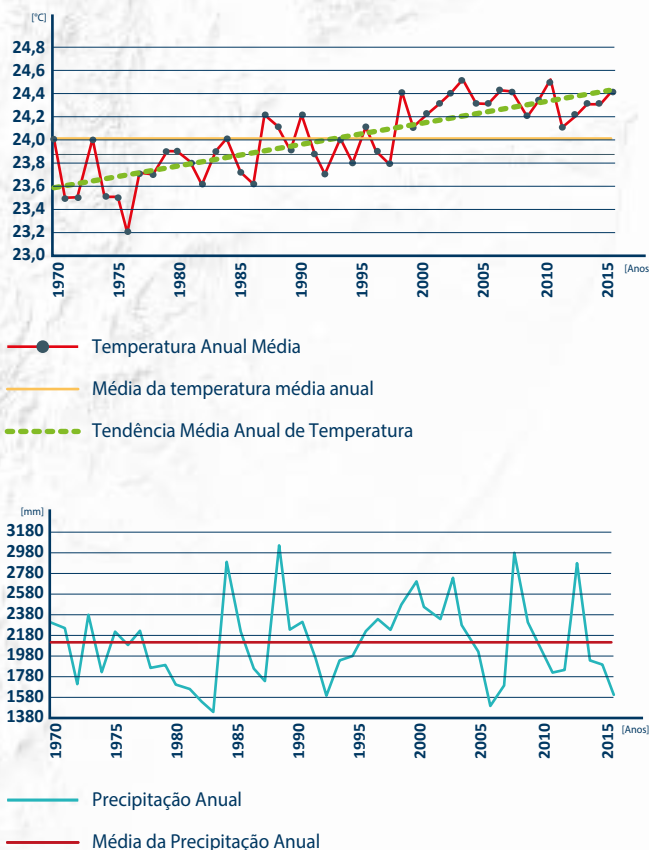 [°C]
24,8
24,6
24,4
24,2
24,0
23,8
23,6
23,4
23,2
23,0
1970 1975 1980 1985 1990 1995 2000 2005 2010 2015 [Anos
Temperatura Anual Média
Média da temperatura média anual
Tendência Média Anual de Temperatura
[mm]
3180
2980
2780
2580
2380
2180
1980
1780
1580
1380
1970 1975 1980 1985 1990 1995 2000 2005 2010 2015 [Anos]
Precipitação Anual
Média da Precipitação Anual